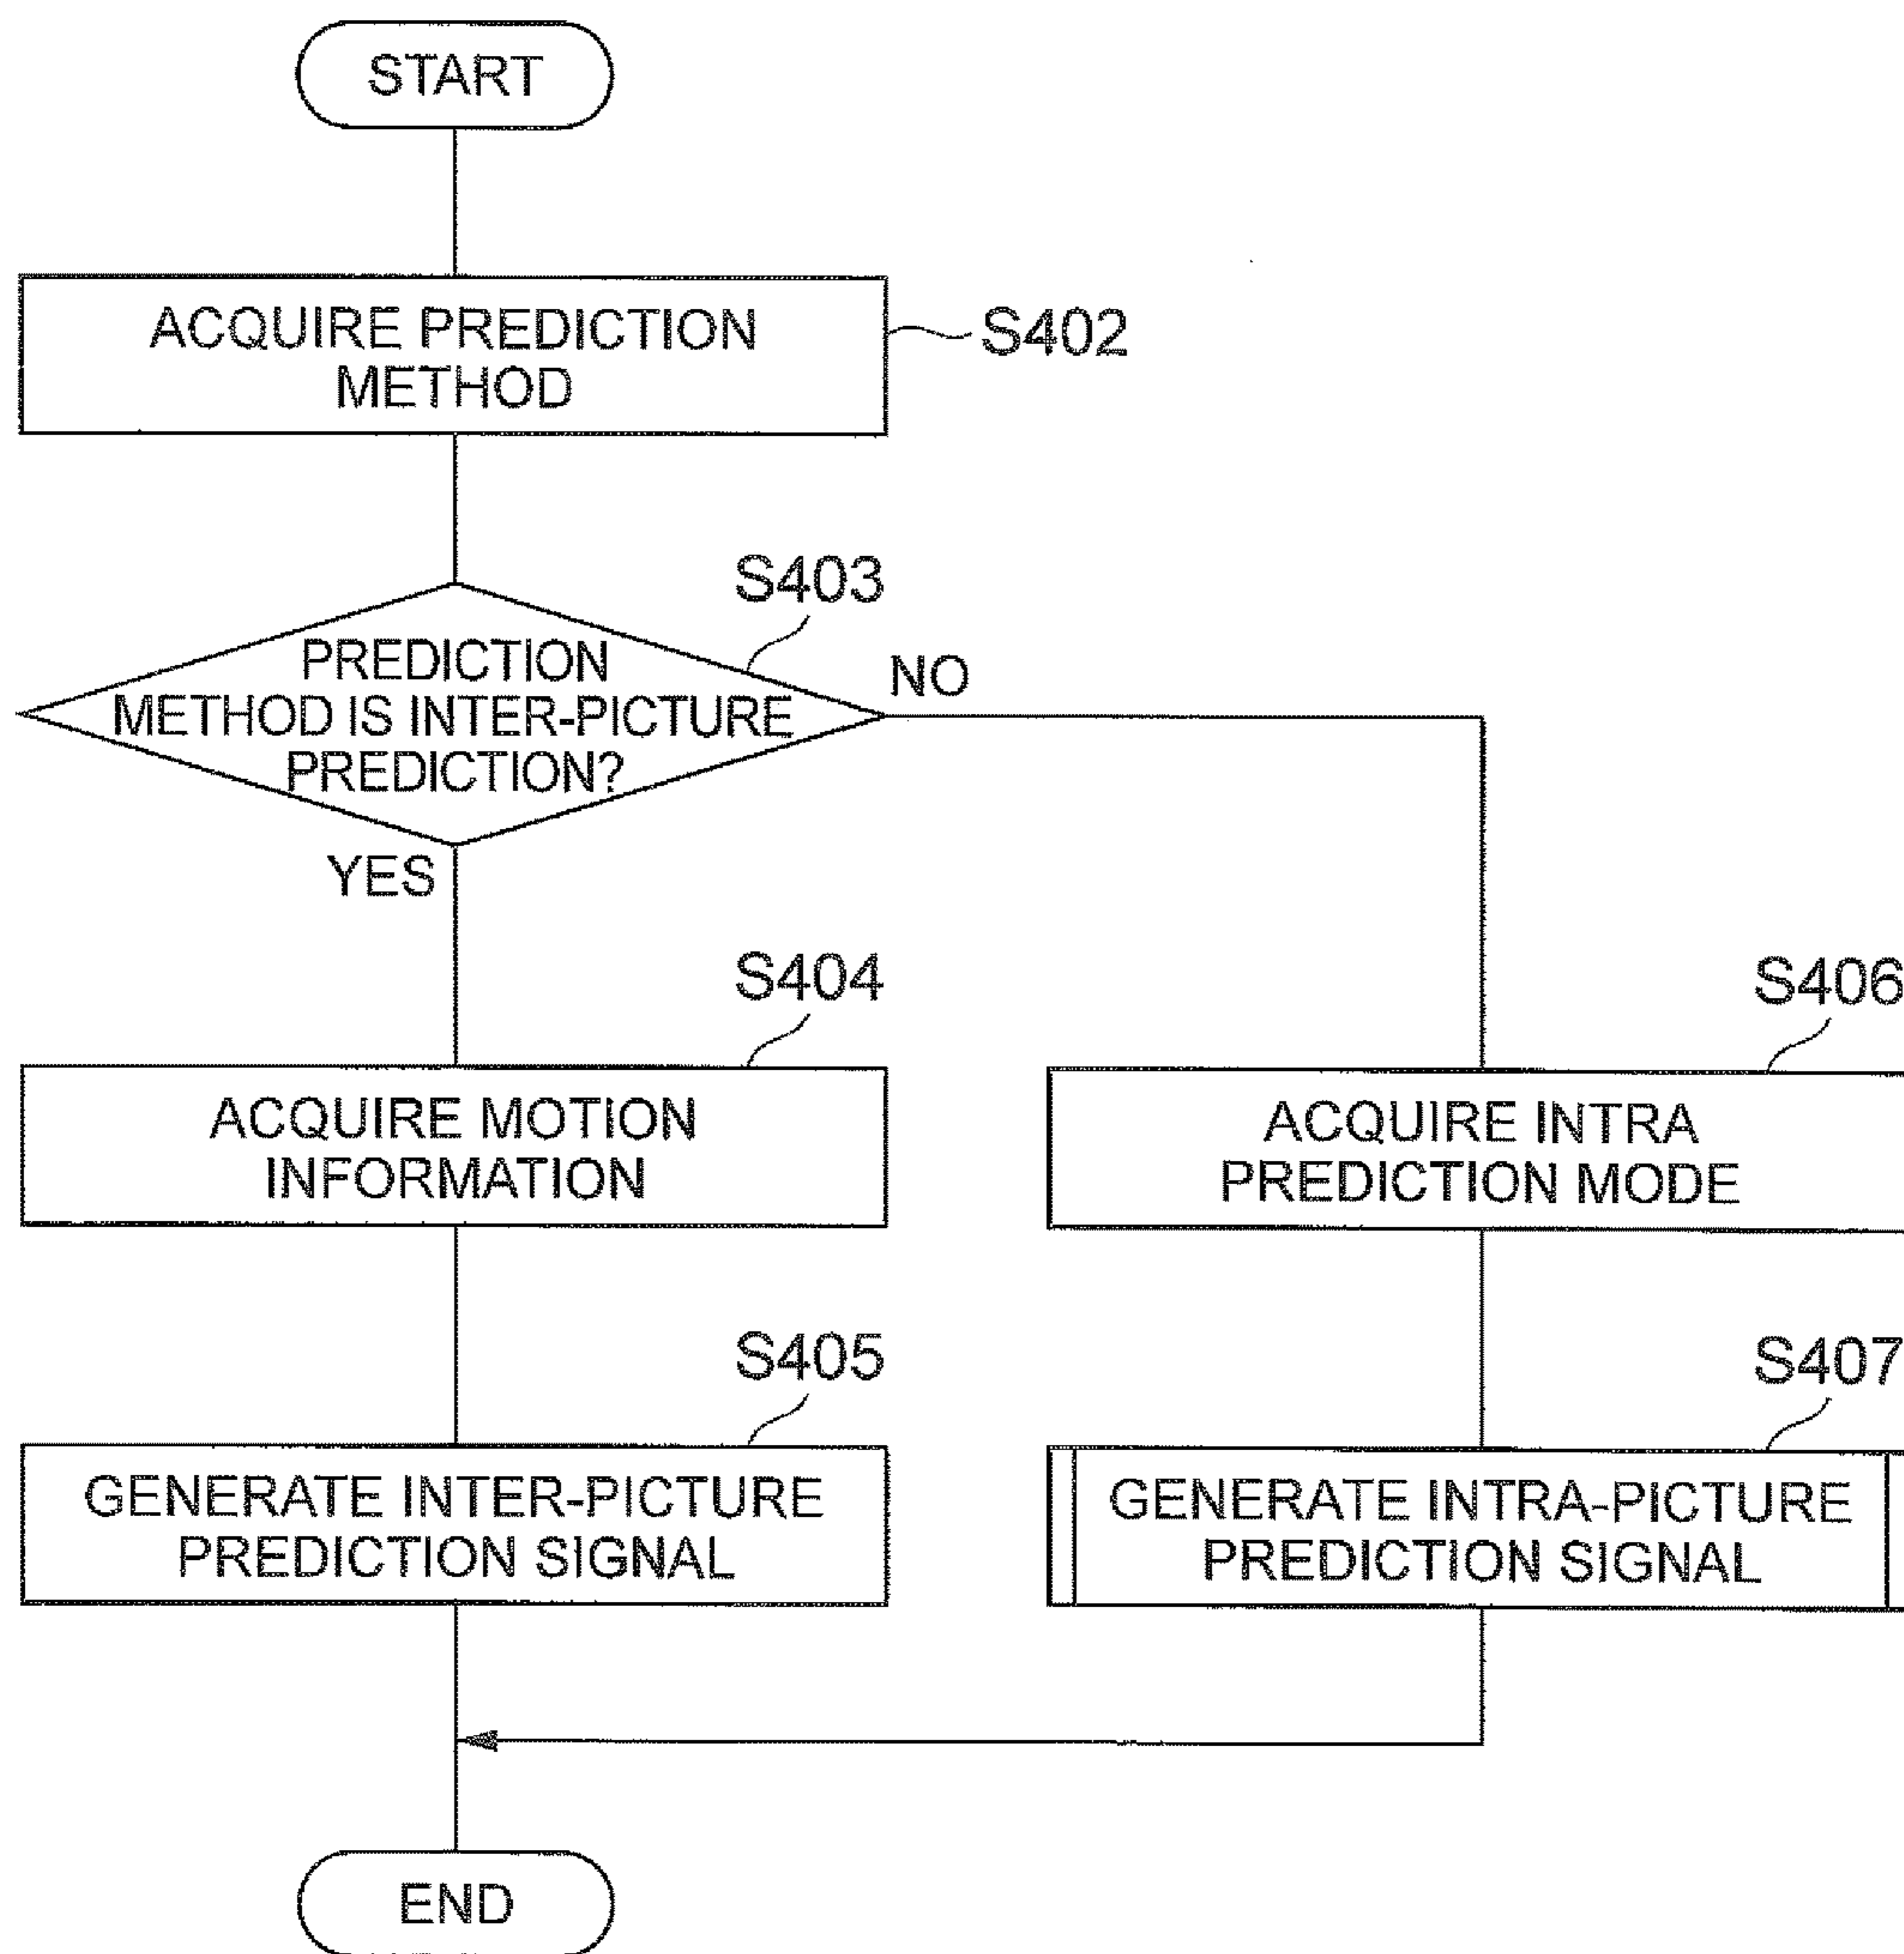 START
ACQUIRE PREDICTION
METHOD
S402
S403
PREDICTION
METHOD IS INTER-PICTURE
PREDICTION?
NO
YES
S404
ACQUIRE MOTION
INFORMATION
S406
ACQUIRE INTRA
PREDICTION MODE
S405
GENERATE INTER-PICTURE
PREDICTION SIGNAL
S407
GENERATE INTRA-PICTURE
PREDICTION SIGNAL
END